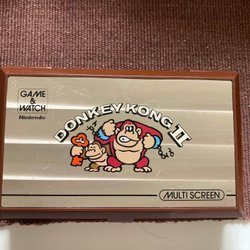 GAME
&
WATCH
Nintendo
DONKEY KONG II
MULTI SCREEN